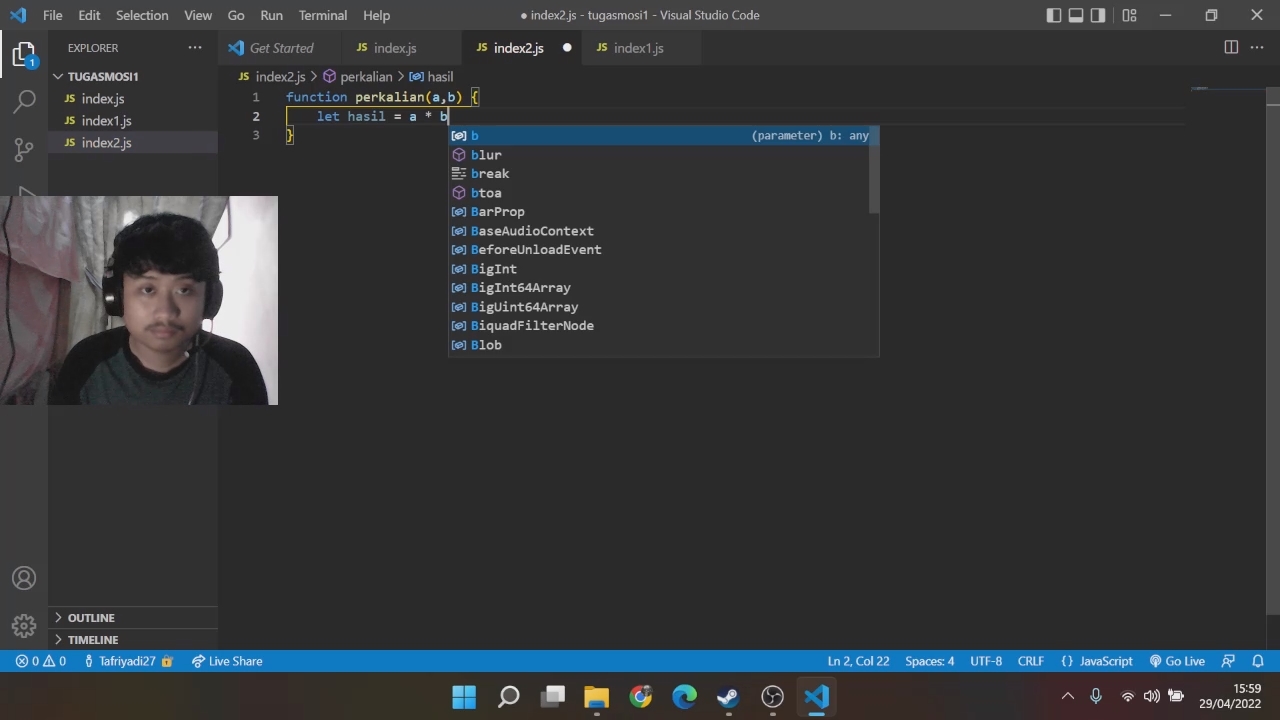 File Edit Selection View Go Run Terminal Help
● index2.js - tugasmosi1 - Visual Studio Code
EXPLORER
Get Started
JS index.js
JS index2.js
JS index1.js
1
TUGASMOSI1
JS index.js
JS index1.js
JS index2.js
JS index2.js > perkalian > hasil
1 function perkalian(a,b) {
2 let hasil = a * b
3 }
b (parameter) b: any
blur
break
btoa
BarProp
BaseAudioContext
BeforeUnloadEvent
BigInt
BigInt64Array
BigUint64Array
BiquadFilterNode
Blob
OUTLINE
TIMELINE
0 0 Tafriyadi27 Live Share
Ln 2, Col 22 Spaces: 4 UTF-8 CRLF {} JavaScript Go Live
15:59
29/04/2022